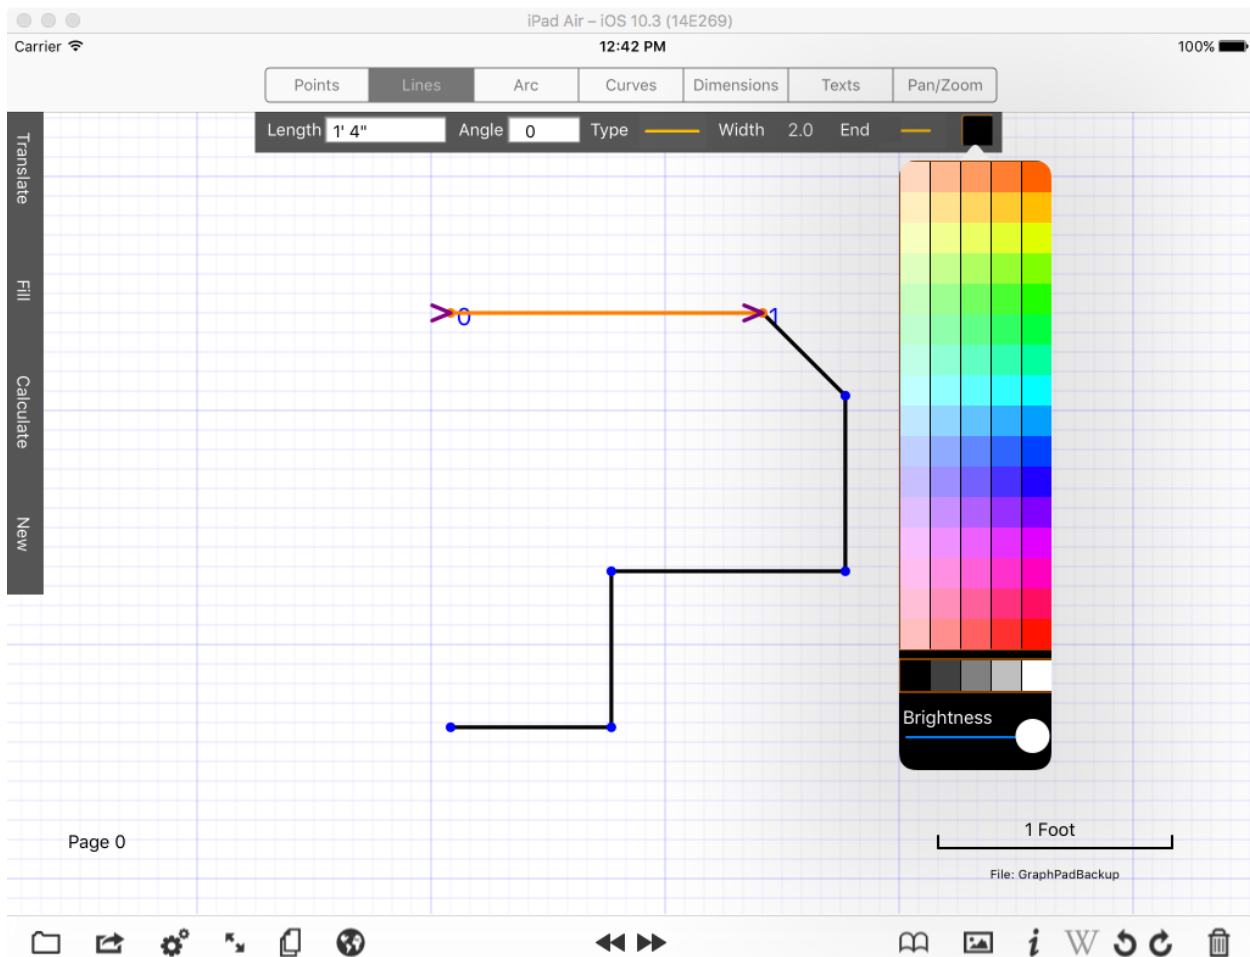 iPad Air – iOS 10.3 (14E269)
Carrier 12:42 PM 100%
Points Lines Arc Curves Dimensions Texts Pan/Zoom
Length 1' 4" Angle 0 Type Width 2.0 End
Translate
Fill
Calculate
New
0 1
Brightness
1 Foot
Page 0
File: GraphPadBackup
i W